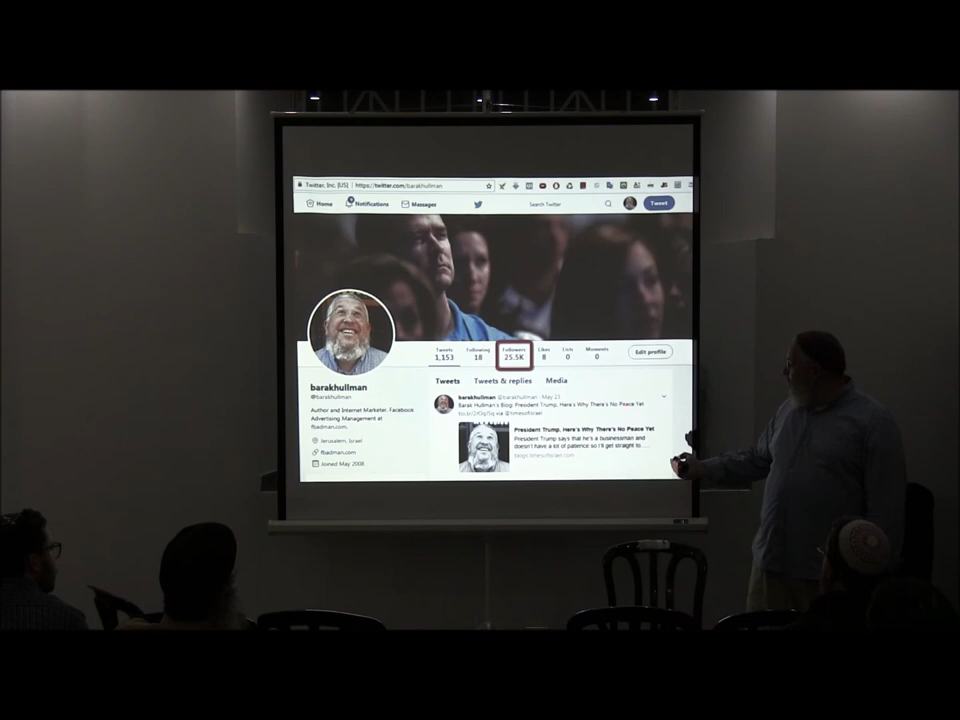 Twitter, Inc. [US] | https://twitter.com/barakhullman
Home Notifications Messages Search Twitter Tweet
Tweets Following Followers Likes Lists Moments
1,153 18 25.5K 8 0 0
Edit profile
barakhullman
@barakhullman
Author and Internet Marketer. Facebook
Advertising Management at
fbadman.com.
Jerusalem, Israel
fbadman.com
Joined May 2008
Tweets Tweets & replies Media
barakhullman @barakhullman · May 23
Barak Hullman's Blog: President Trump, Here's Why There's No Peace Yet
via @timesofisrael
President Trump, Here's Why There's No Peace Yet
President Trump says that he's a businessman and
doesn't have a lot of patience so I'll get straight to....
blogs.timesofisrael.com